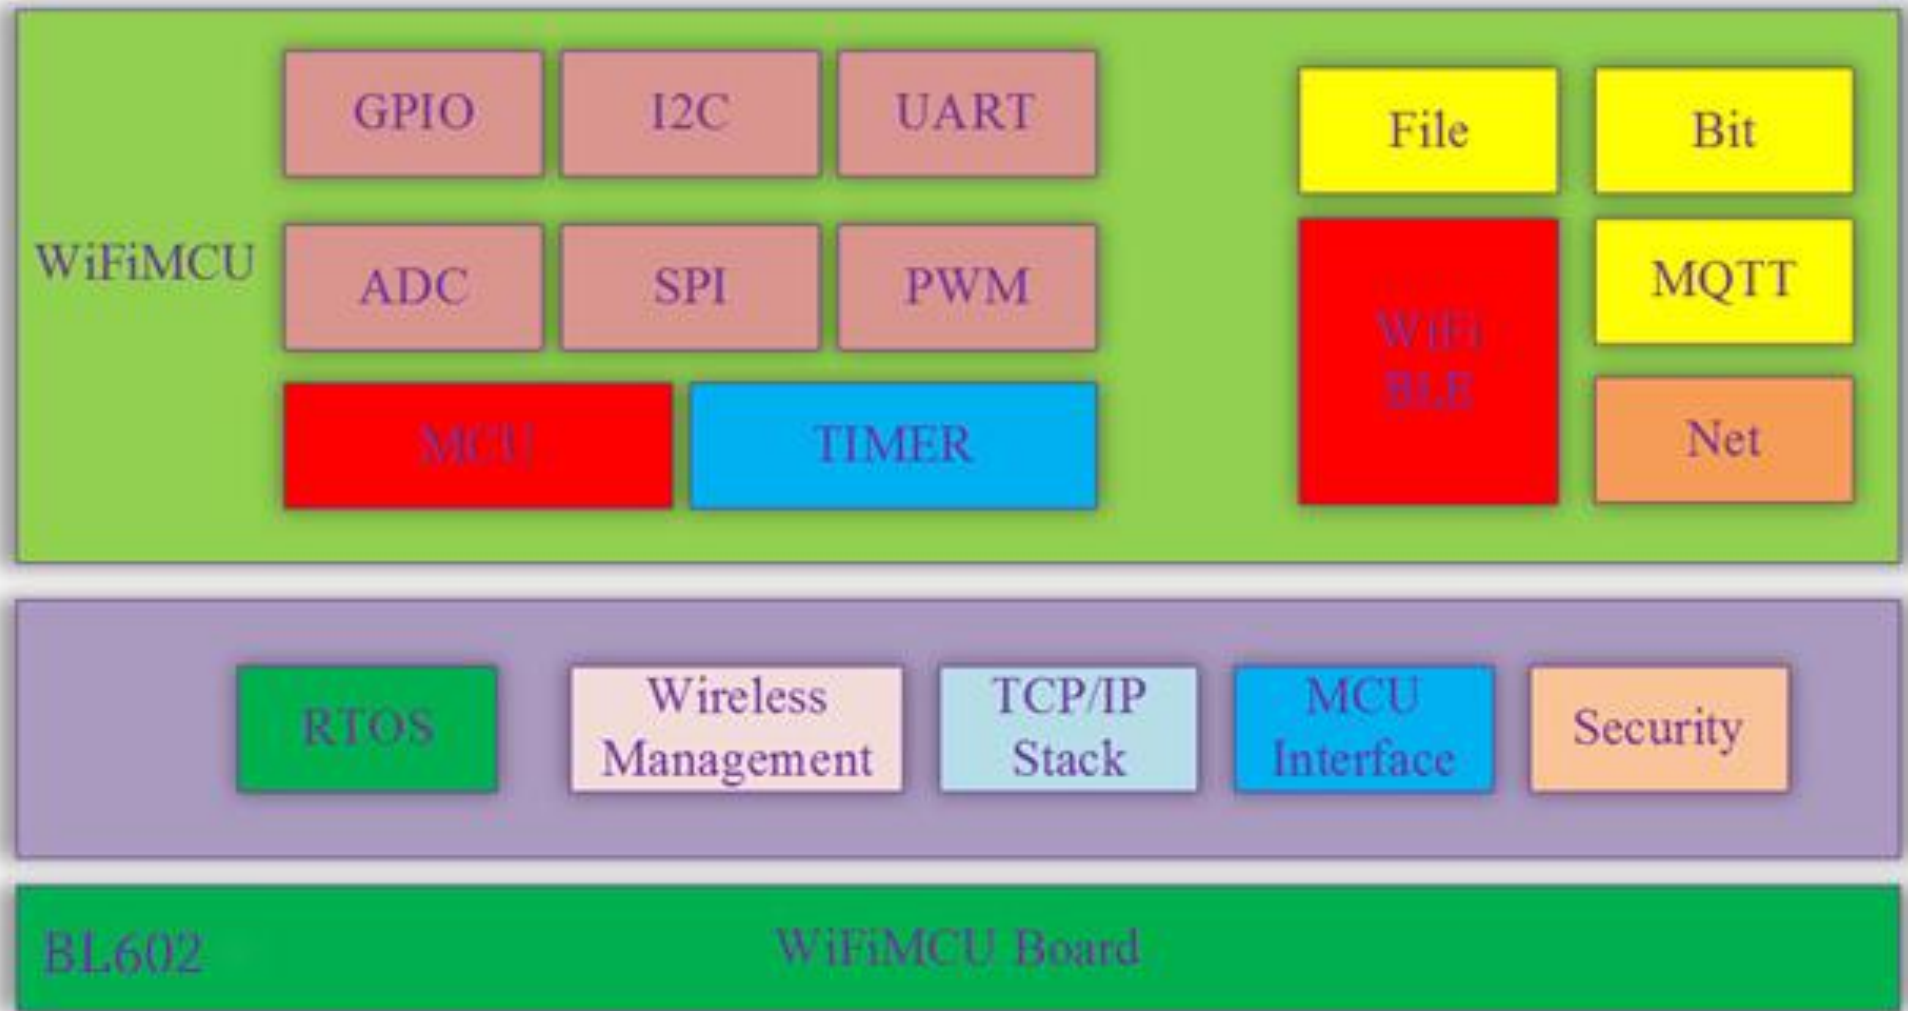 GPIO
I2C
UART
File
Bit
WiFiMCU
ADC
SPI
PWM
WiFi
BLE
MQTT
MCU
TIMER
Net
RTOS
Wireless
Management
TCP/IP
Stack
MCU
Interface
Security
BL602
WiFiMCU Board